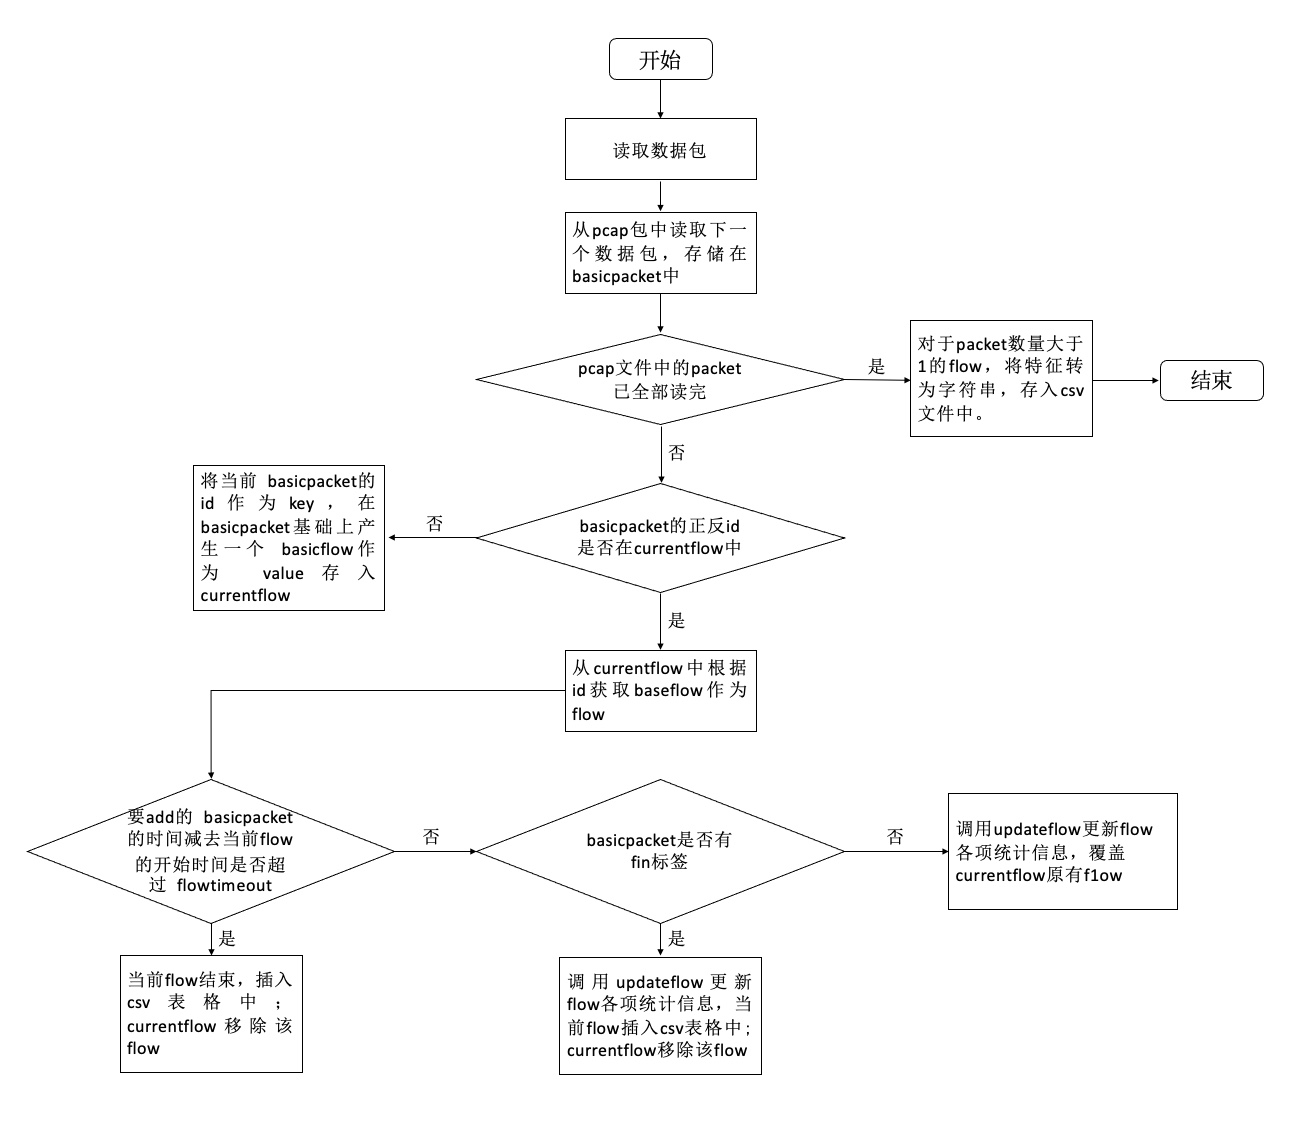 开始
读取数据包
从pcap包中读取下一
个数据包，存储在
basicpacket中
pcap文件中的packet
已全部读完
是
对于packet数量大于
1的flow，将特征转
为字符串，存入csv
文件中。
结束
否
将当前 basicpacket的
id作为key，在
basicpacket基础上产
生一个 basicflow作
为 value存入
currentflow
否
basicpacket的正反id
是否在currentflow中
是
从currentflow中根据
id获取baseflow作为
flow
要add的 basicpacket
的时间减去当前flow
的开始时间是否超
过 flowtimeout
否
basicpacket是否有
fin标签
否
调用updateflow更新flow
各项统计信息，覆盖
currentflow原有f1ow
是
当前flow结束，插入
csv表格中；
currentflow移除该
flow
是
调用updateflow更新
flow各项统计信息，当
前flow插入csv表格中;
currentflow移除该flow